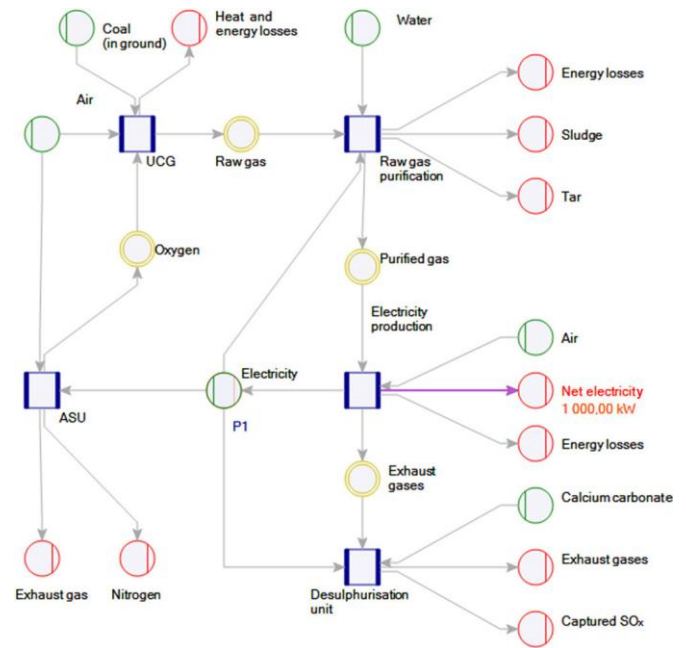 Coal
(in ground)
Heat and
energy losses
Water
Energy losses
Air
UCG
Raw gas
Raw gas
purification
Sludge
Tar
Oxygen
Purified gas
Electricity
production
Air
Electricity
Net electricity
1 000,00 kW
ASU
P1
Energy losses
Exhaust
gases
Calcium carbonate
Exhaust gas
Nitrogen
Desulphurisation
unit
Exhaust gases
Captured SOx